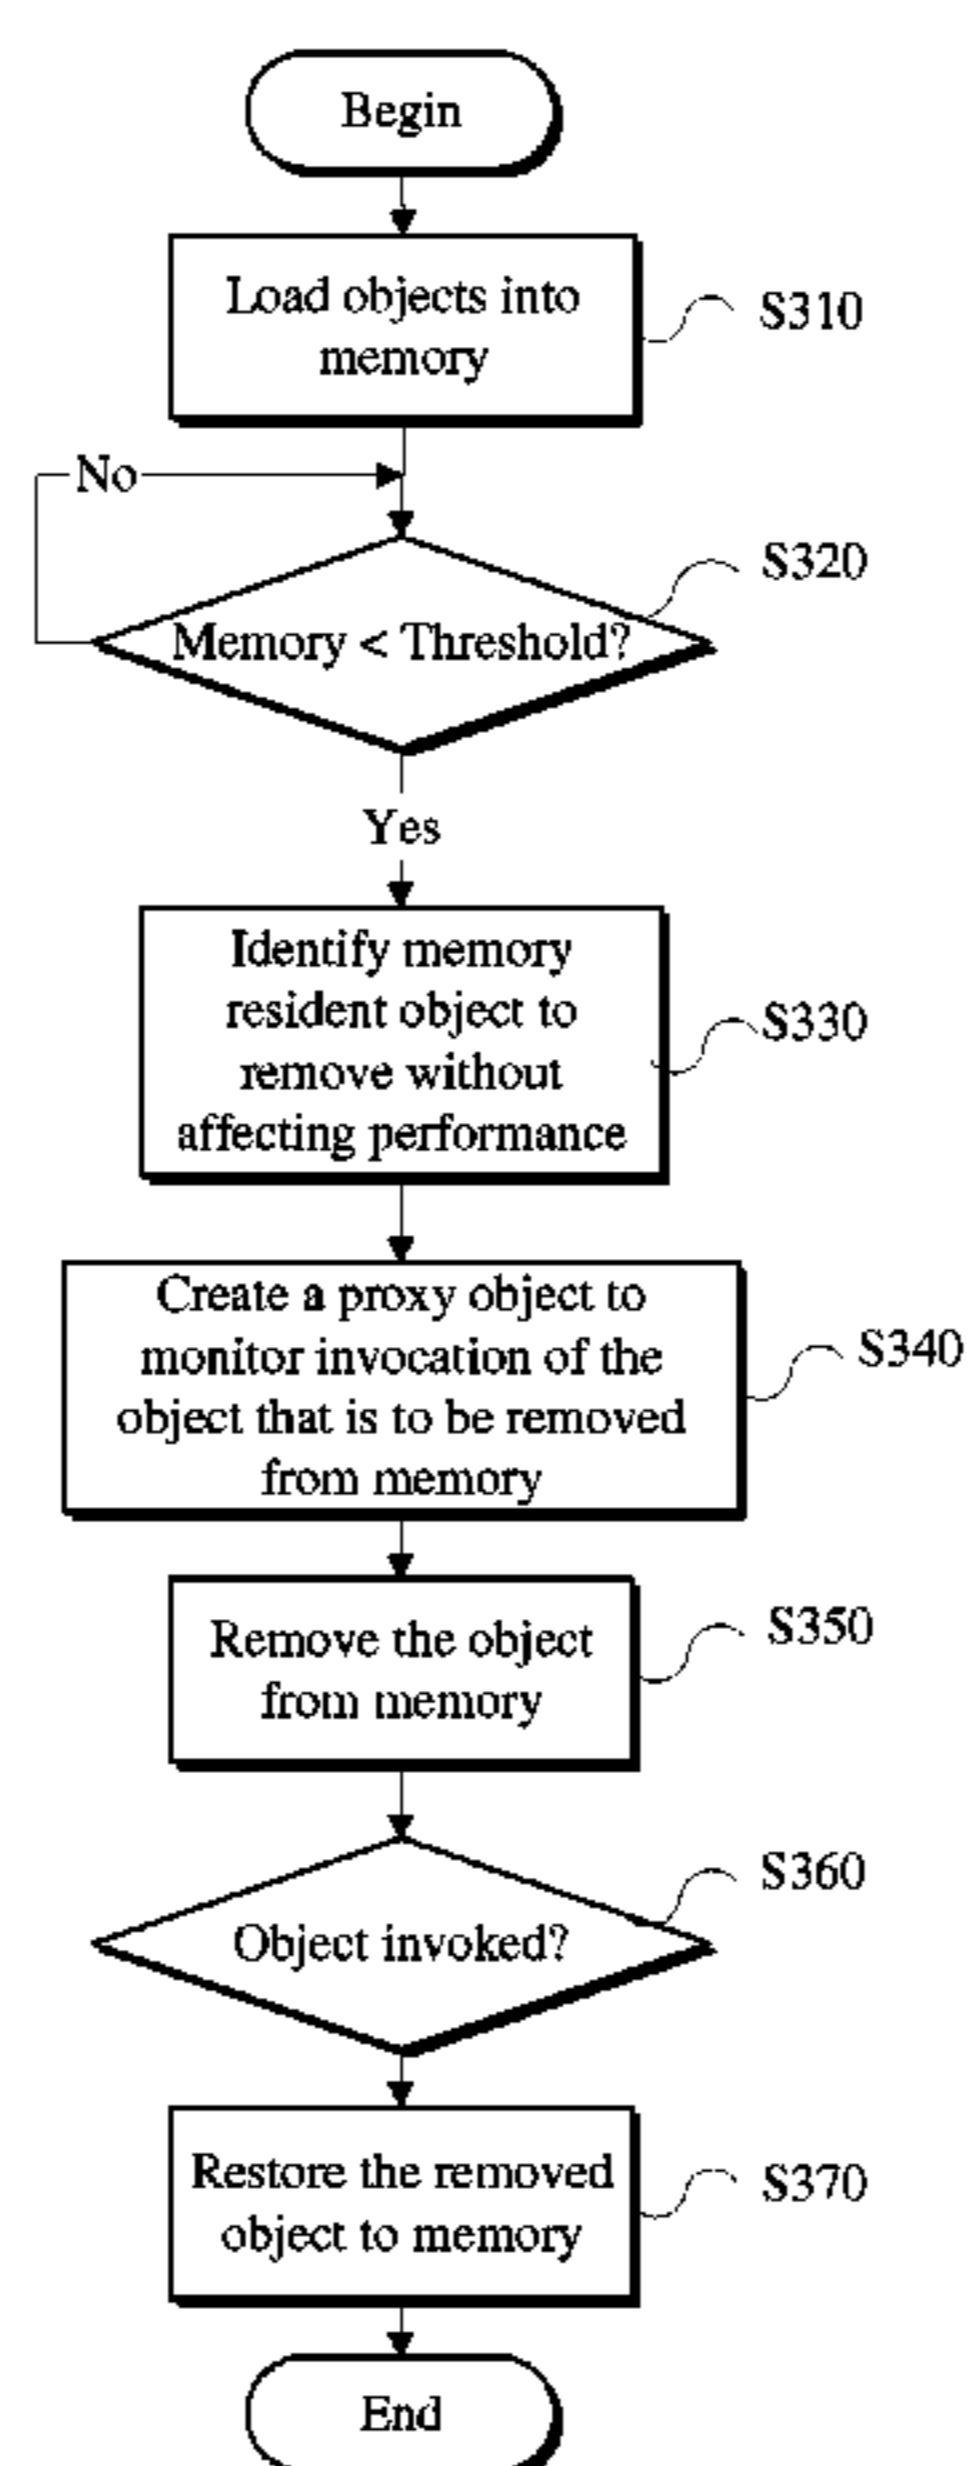 Begin
Load objects into
memory
S310
No
S320
Memory < Threshold?
Yes
Identify memory
resident object to
remove without
affecting performance
S330
Create a proxy object to
monitor invocation of the
object that is to be removed
from memory
S340
Remove the object
from memory
S350
S360
Object invoked?
Restore the removed
object to memory
S370
End